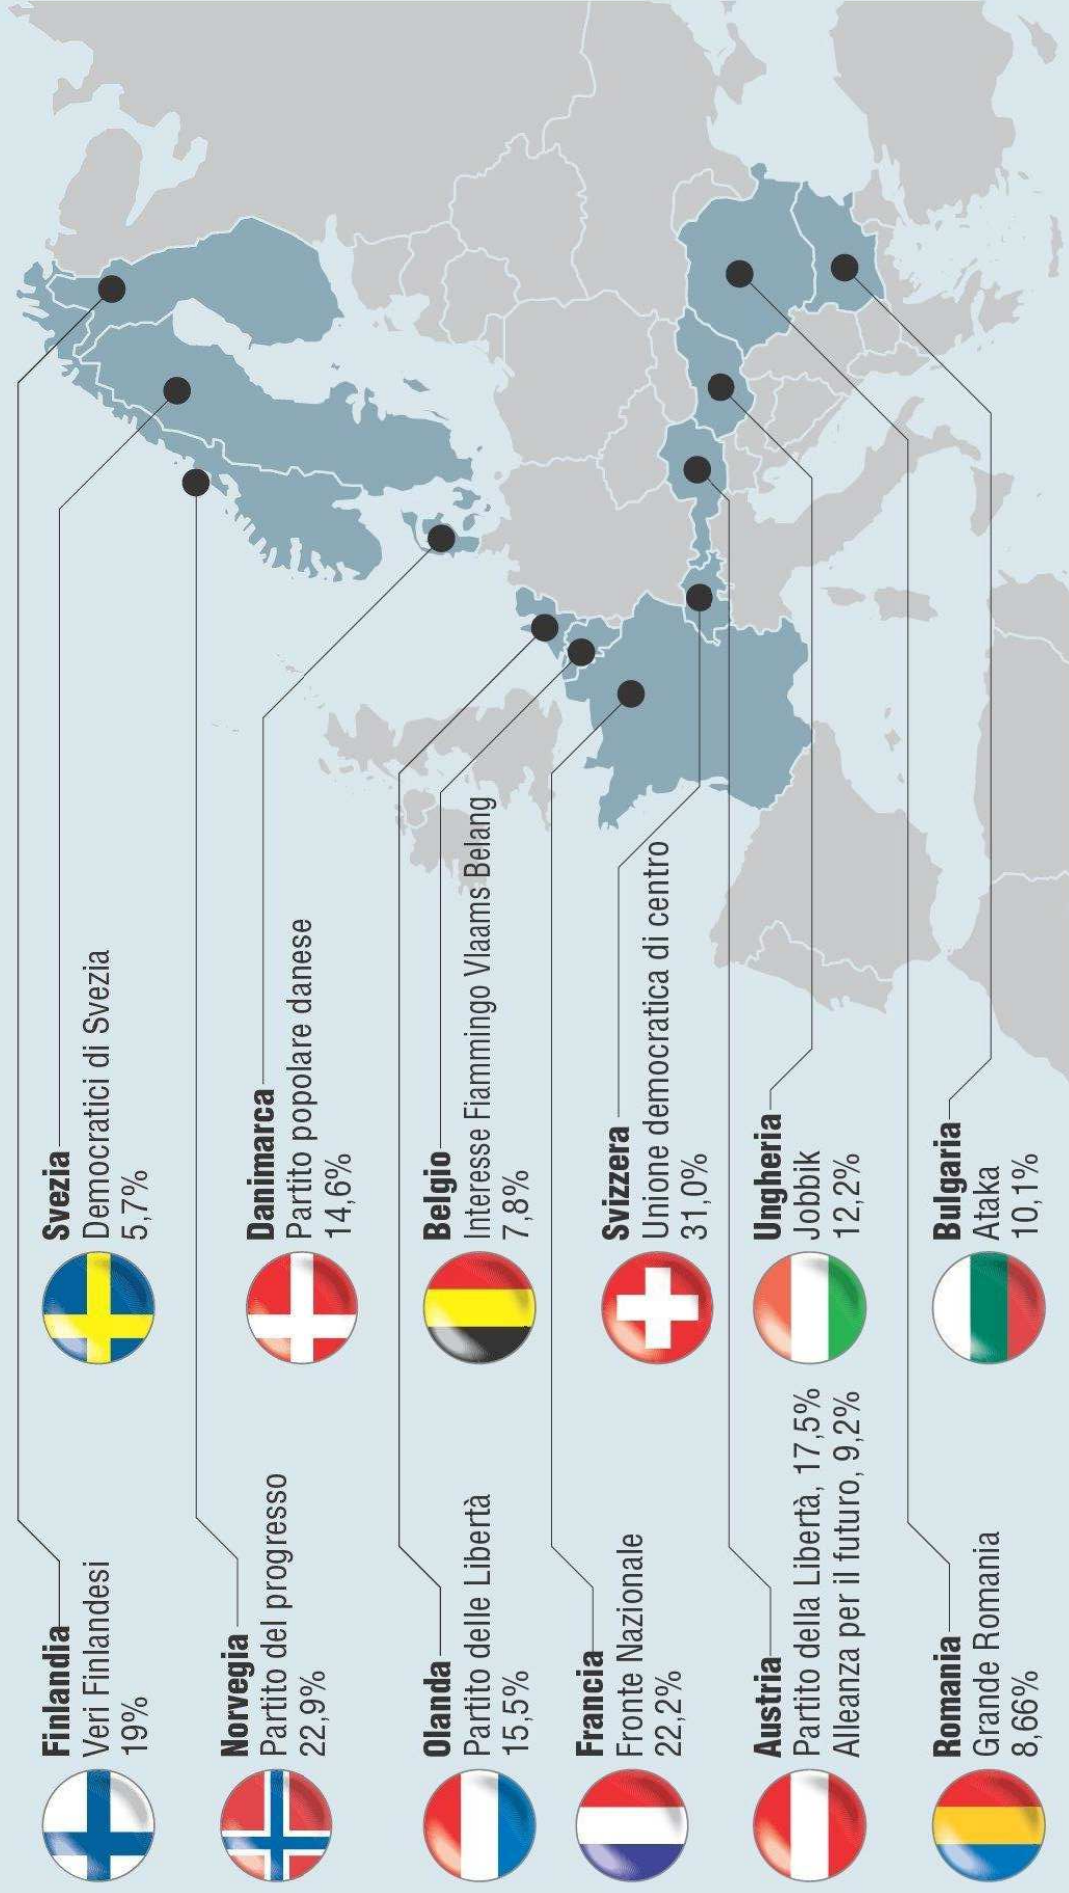 Finlandia
Veri Finlandesi
19%
Svezia
Democratici di Svezia
5,7%
Norvegia
Partito del progresso
22,9%
Danimarca
Partito popolare danese
14,6%
Olanda
Partito delle Libertà
15,5%
Belgio
Interesse Fiammingo Vlaams Belang
7,8%
Francia
Fronte Nazionale
22,2%
Svizzera
Unione democratica di centro
31,0%
Austria
Partito della Libertà, 17,5%
Alleanza per il futuro, 9,2%
Ungheria
Jobbik
12,2%
Romania
Grande Romania
8,66%
Bulgaria
Ataka
10,1%